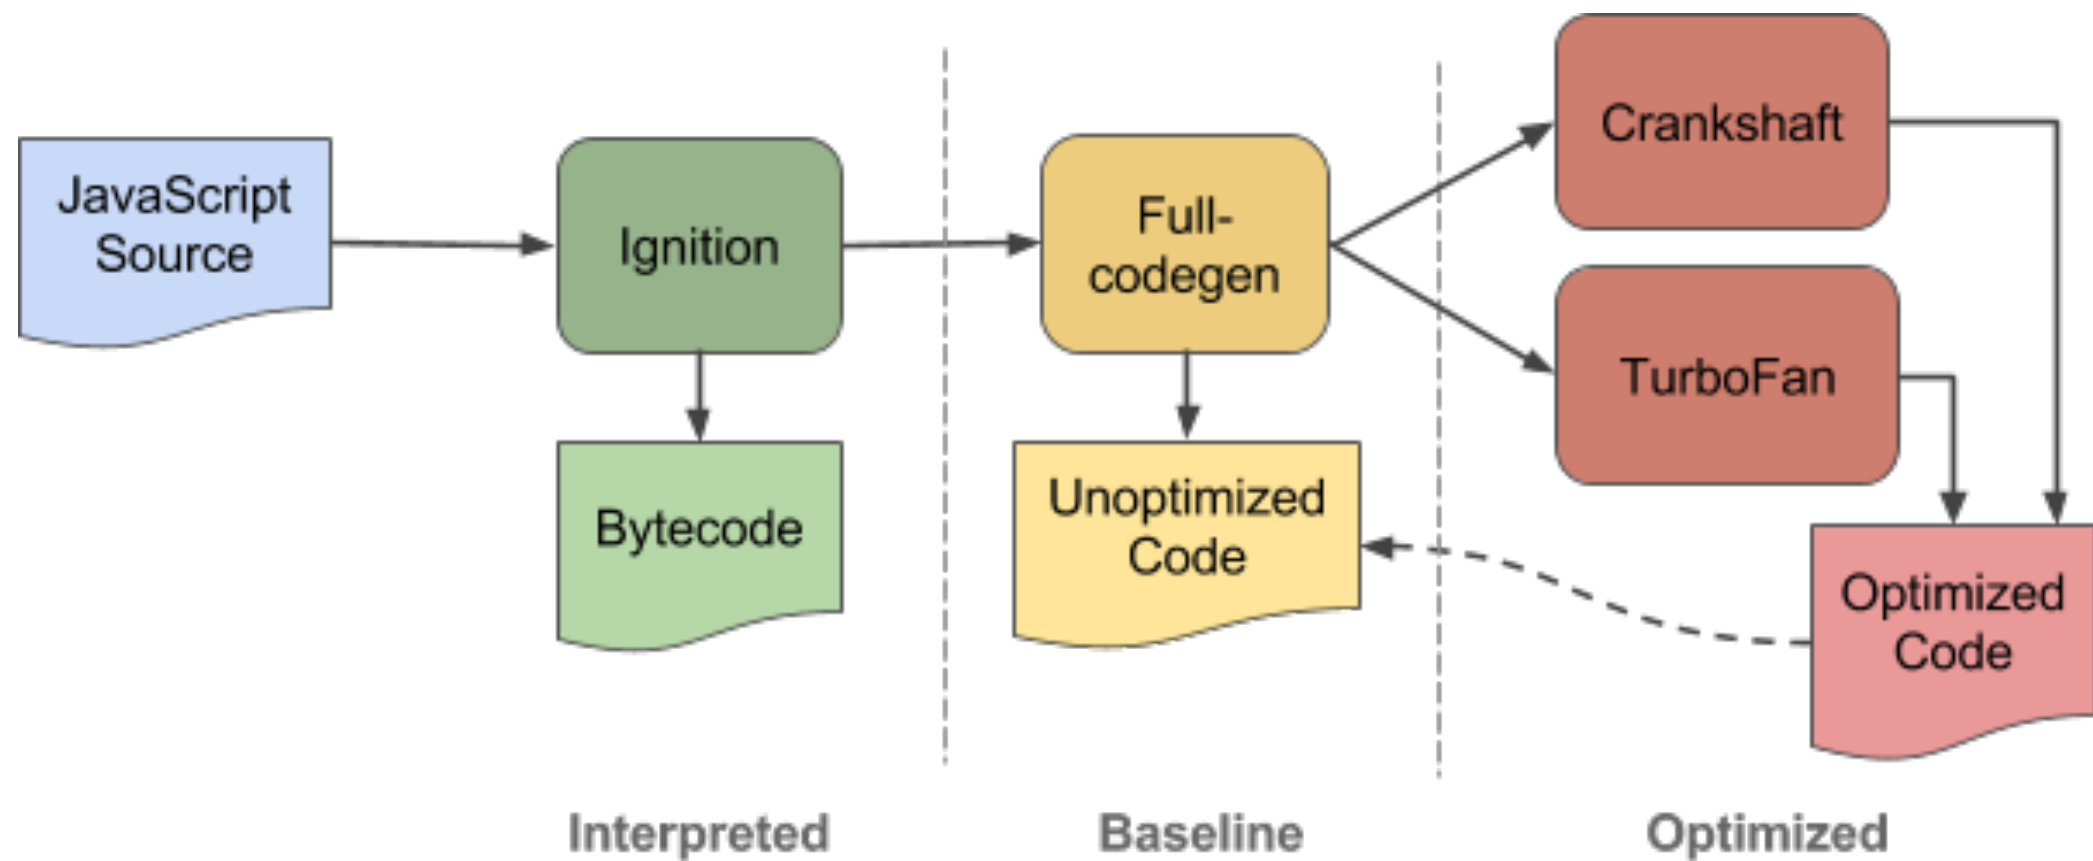 JavaScript
Source
Ignition
Bytecode
Full-
codegen
Unoptimized
Code
Crankshaft
TurboFan
Optimized
Code
Interpreted
Baseline
Optimized